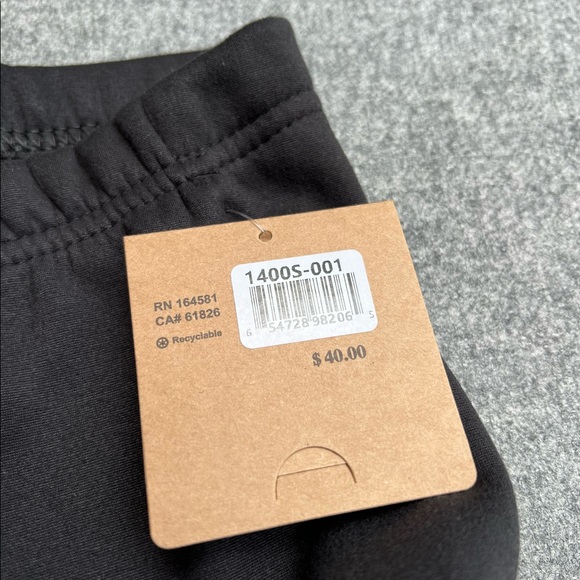 1400S-001
6 54728 98206 5
RN 164581
CA# 61826
Recyclable
$40.00